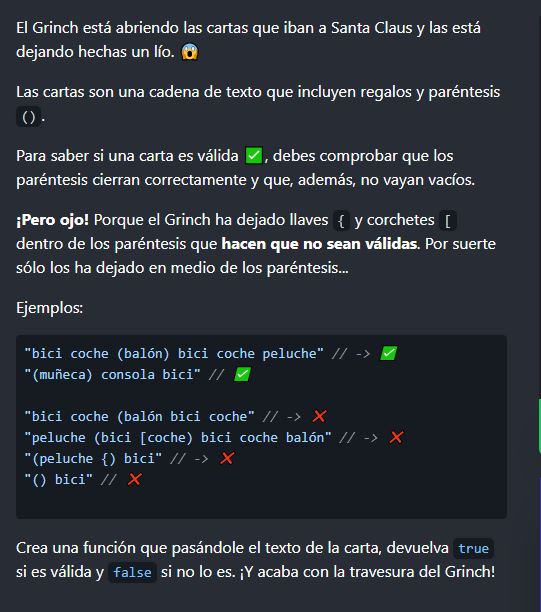 El Grinch está abriendo las cartas que iban a Santa Claus y las está
dejando hechas un lío. 😱
Las cartas son una cadena de texto que incluyen regalos y paréntesis
().
Para saber si una carta es válida ✅, debes comprobar que los
paréntesis cierran correctamente y que, además, no vayan vacíos.
¡Pero ojo! Porque el Grinch ha dejado llaves { y corchetes [
dentro de los paréntesis que hacen que no sean válidas. Por suerte
sólo los ha dejado en medio de los paréntesis...
Ejemplos:
"bici coche (balón) bici coche peluche" // -> ✅
"(muñeca) consola bici" // ✅
"bici coche (balón bici coche" // -> ❌
"peluche (bici [coche) bici coche balón" // -> ❌
"(peluche {) bici" // -> ❌
"() bici" // ❌
Crea una función que pasándole el texto de la carta, devuelva true
si es válida y false si no lo es. ¡Y acaba con la travesura del Grinch!